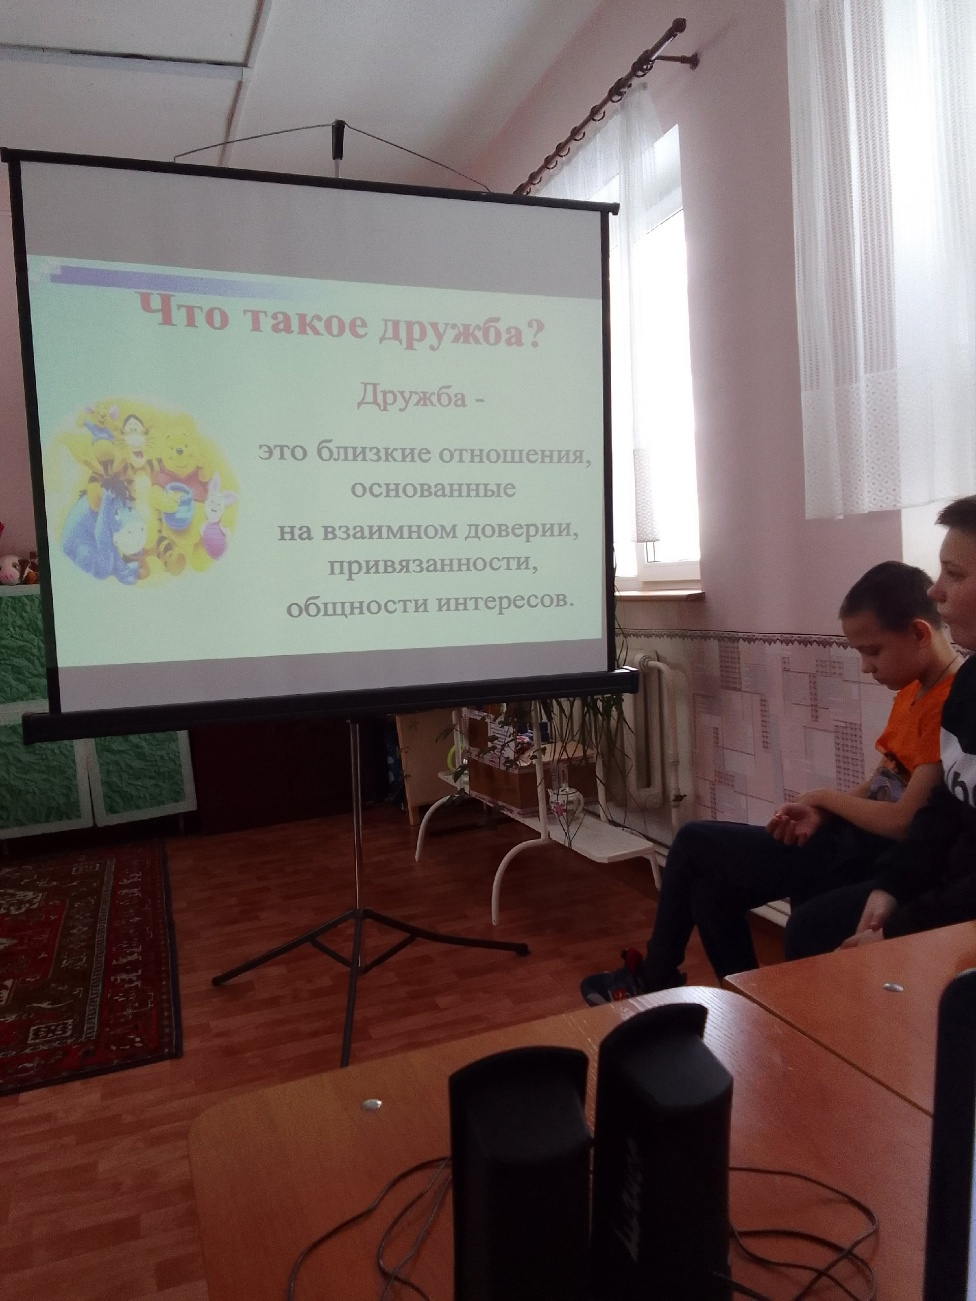 Что такое дружба?
Дружба -
это близкие отношения,
основанные
на взаимном доверии,
привязанности,
общности интересов.